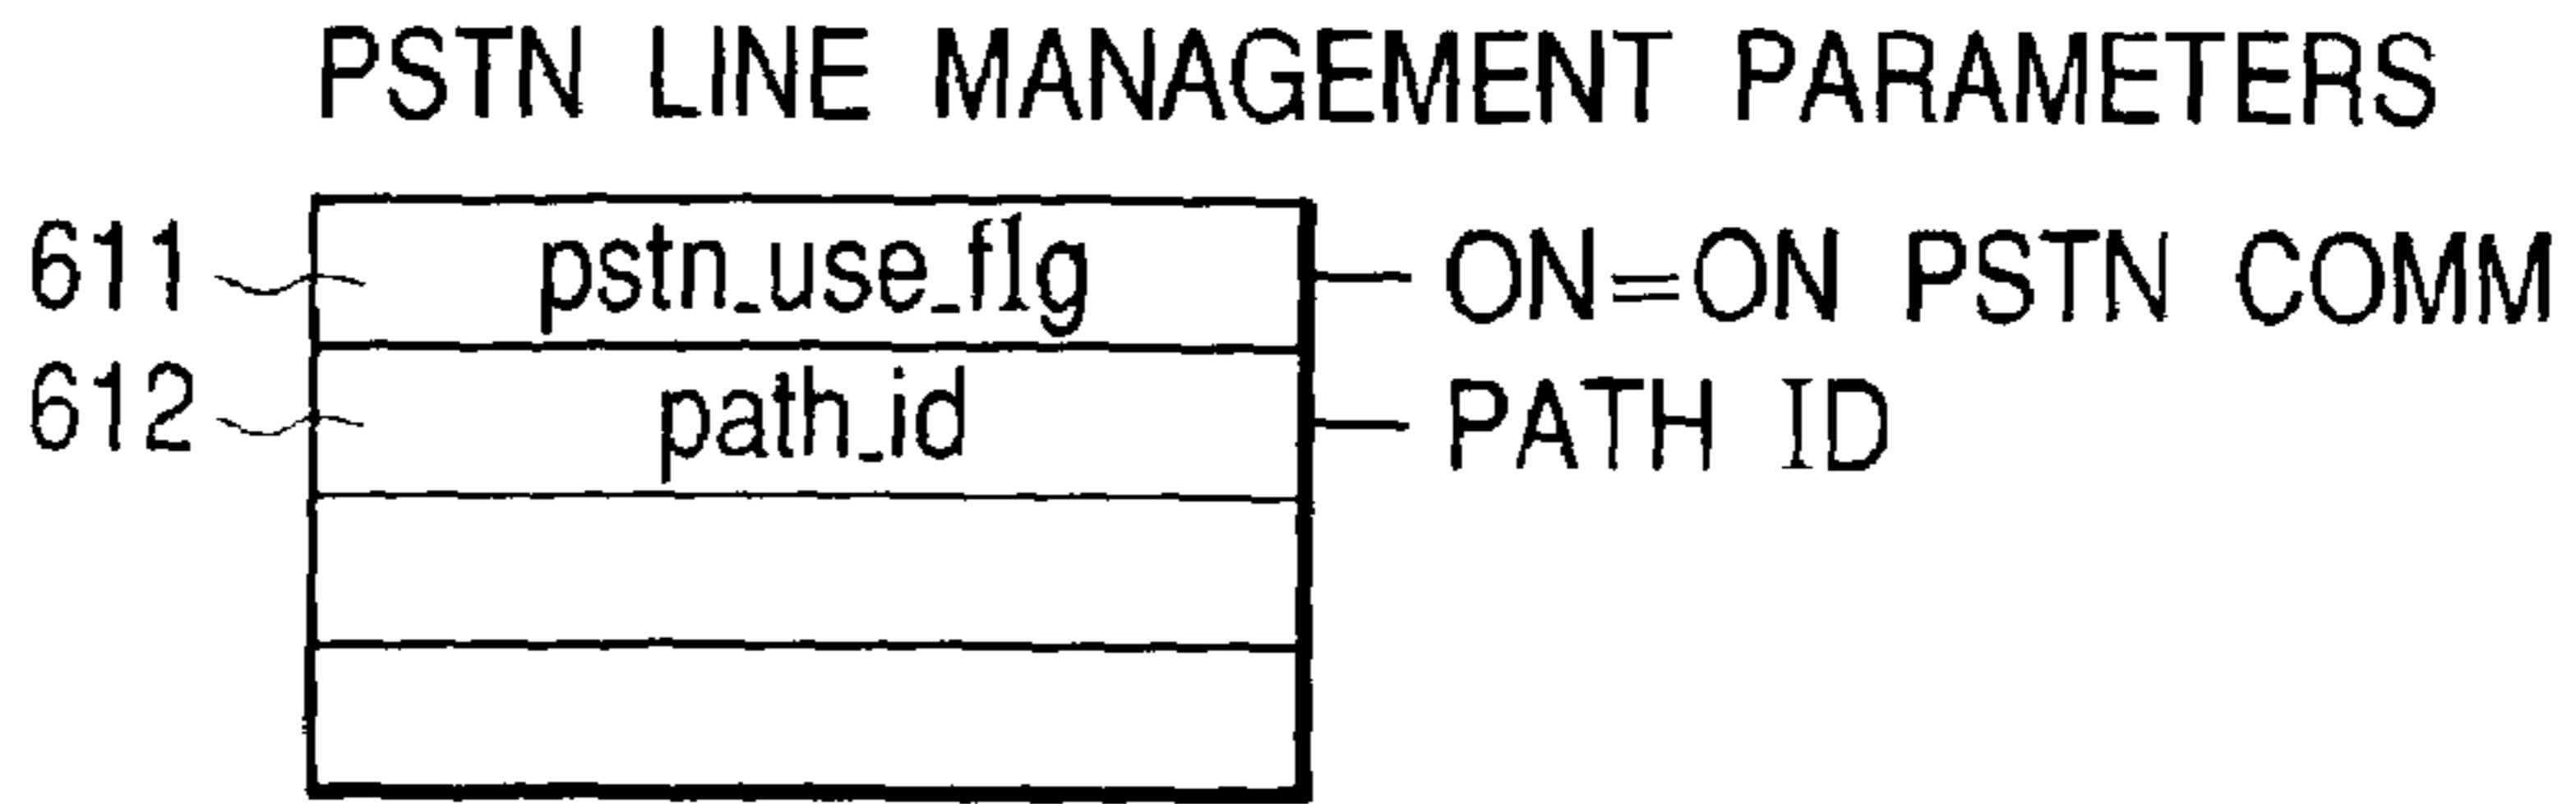 PSTN LINE MANAGEMENT PARAMETERS
611 pstn_use_flg ON=ON PSTN COMM
612 path_id PATH ID